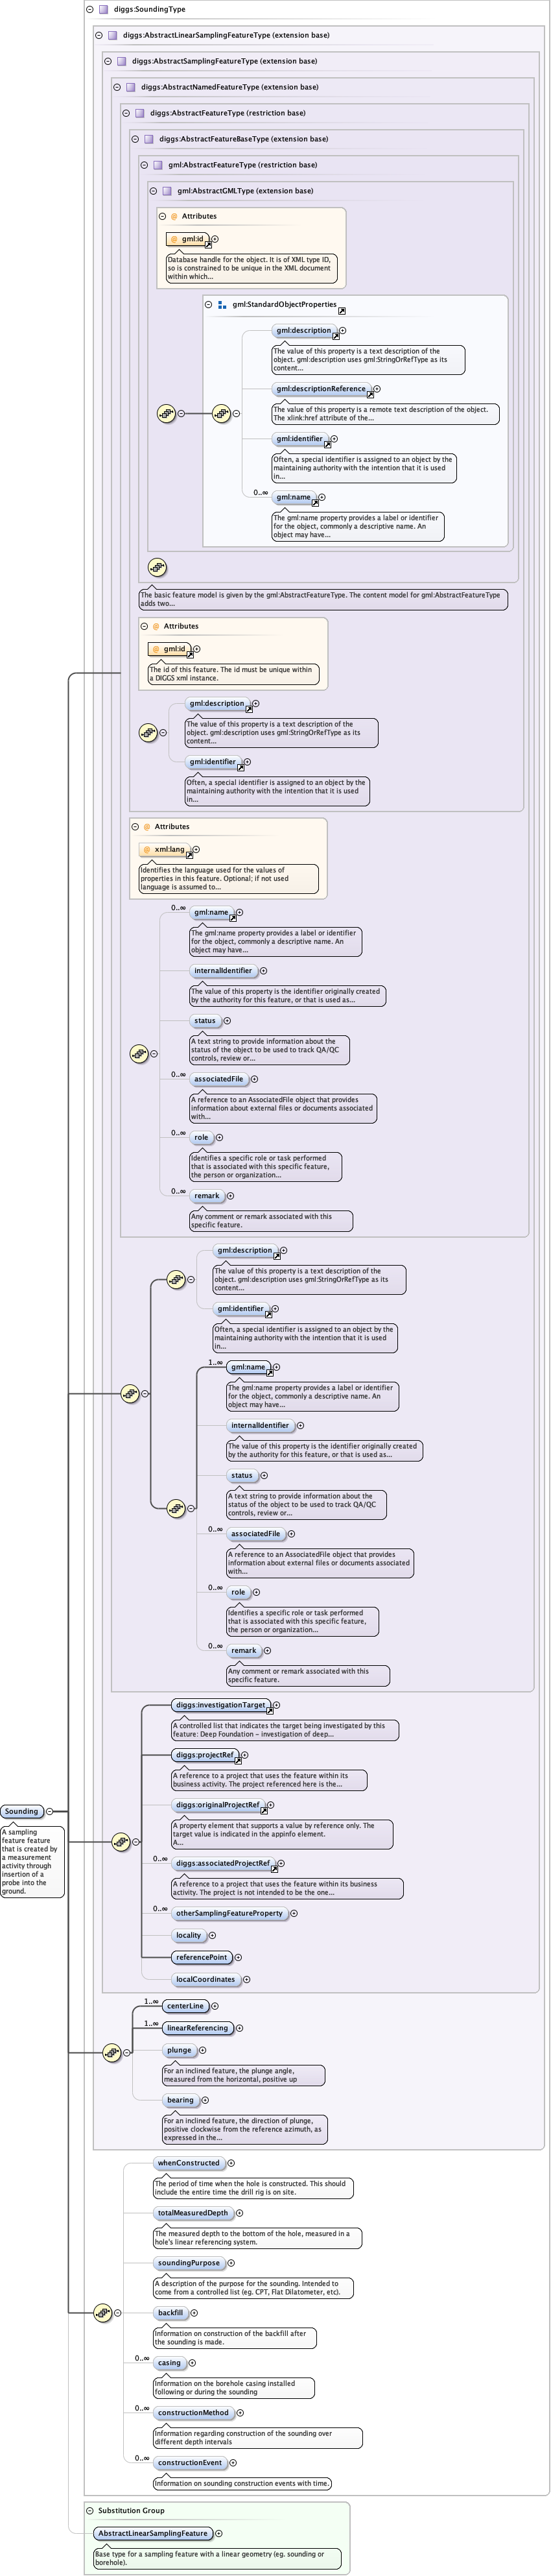 diggs:SoundingType
diggs:AbstractLinearSamplingFeatureType (extension base)
diggs:AbstractSamplingFeatureType (extension base)
diggs:AbstractNamedFeatureType (extension base)
diggs:AbstractFeatureType (restriction base)
diggs:AbstractFeatureBaseType (extension base)
gml:AbstractFeatureType (restriction base)
gml:AbstractGMLType (extension base)
@ Attributes
@ gml:id
Database handle for the object. It is of XML type ID,
so is constrained to be unique in the XML document
within which...
gml:StandardObjectProperties
gml:description
The value of this property is a text description of the
object. gml:description uses gml:StringOrRefType as its
content...
gml:descriptionReference
The value of this property is a remote text description of the object.
The xlink:href attribute of the...
gml:identifier
Often, a special identifier is assigned to an object by the
maintaining authority with the intention that it is used
in...
0..∞
gml:name
The gml:name property provides a label or identifier
for the object, commonly a descriptive name. An
object may have...
The basic feature model is given by the gml:AbstractFeatureType. The content model for gml:AbstractFeatureType
adds two...
@ Attributes
@ gml:id
The id of this feature. The id must be unique within
a DIGGS xml instance.
gml:description
The value of this property is a text description of the
object. gml:description uses gml:StringOrRefType as its
content...
gml:identifier
Often, a special identifier is assigned to an object by the
maintaining authority with the intention that it is used
in...
@ Attributes
@ xml:lang
Identifies the language used for the values of
properties in this feature. Optional; if not used
language is assumed to...
0..∞
gml:name
The gml:name property provides a label or identifier
for the object, commonly a descriptive name. An
object may have...
internalIdentifier
The value of this property is the identifier originally created
by the authority for this feature, or that is used as...
status
A text string to provide information about the
status of the object to be used to track QA/QC
controls, review or...
0..∞
associatedFile
A reference to an AssociatedFile object that provides
information about external files or documents associated
with...
0..∞
role
Identifies a specific role or task performed
that is associated with this specific feature,
the person or organization...
0..∞
remark
Any comment or remark associated with this
specific feature.
gml:description
The value of this property is a text description of the
object. gml:description uses gml:StringOrRefType as its
content...
gml:identifier
Often, a special identifier is assigned to an object by the
maintaining authority with the intention that it is used
in...
1..∞
gml:name
The gml:name property provides a label or identifier
for the object, commonly a descriptive name. An
object may have...
internalIdentifier
The value of this property is the identifier originally created
by the authority for this feature, or that is used as...
status
A text string to provide information about the
status of the object to be used to track QA/QC
controls, review or...
0..∞
associatedFile
A reference to an AssociatedFile object that provides
information about external files or documents associated
with...
0..∞
role
Identifies a specific role or task performed
that is associated with this specific feature,
the person or organization...
0..∞
remark
Any comment or remark associated with this
specific feature.
diggs:investigationTarget
A controlled list that indicates the target being investigated by this
feature: Deep Foundation - investigation of deep...
diggs:projectRef
A reference to a project that uses the feature within its
business activity. The project referenced here is the...
diggs:originalProjectRef
A property element that supports a value by reference only. The
target value is indicated in the appinfo element.
A...
0..∞
diggs:associatedProjectRef
A reference to a project that uses the feature within its business
activity. The project is not intended to be the one...
0..∞
otherSamplingFeatureProperty
locality
referencePoint
localCoordinates
Sounding
A sampling
feature feature
that is created by
a measurement
activity through
insertion of a
probe into the
ground.
1..∞
centerLine
1..∞
linearReferencing
plunge
For an inclined feature, the plunge angle,
measured from the horizontal, positive up
bearing
For an inclined feature, the direction of plunge,
positive clockwise from the reference azimuth, as
expressed in the...
whenConstructed
The period of time when the hole is constructed. This should
include the entire time the drill rig is on site.
totalMeasuredDepth
The measured depth to the bottom of the hole, measured in a
hole's linear referencing system.
soundingPurpose
A description of the purpose for the sounding. Intended to
come from a controlled list (eg. CPT, Flat Dilatometer, etc).
backfill
Information on construction of the backfill after
the sounding is made.
0..∞
casing
Information on the borehole casing installed
following or during the sounding
0..∞
constructionMethod
Information regarding construction of the sounding over
different depth intervals
0..∞
constructionEvent
Information on sounding construction events with time.
Substitution Group
AbstractLinearSamplingFeature
Base type for a sampling feature with a linear geometry (eg. sounding or
borehole).